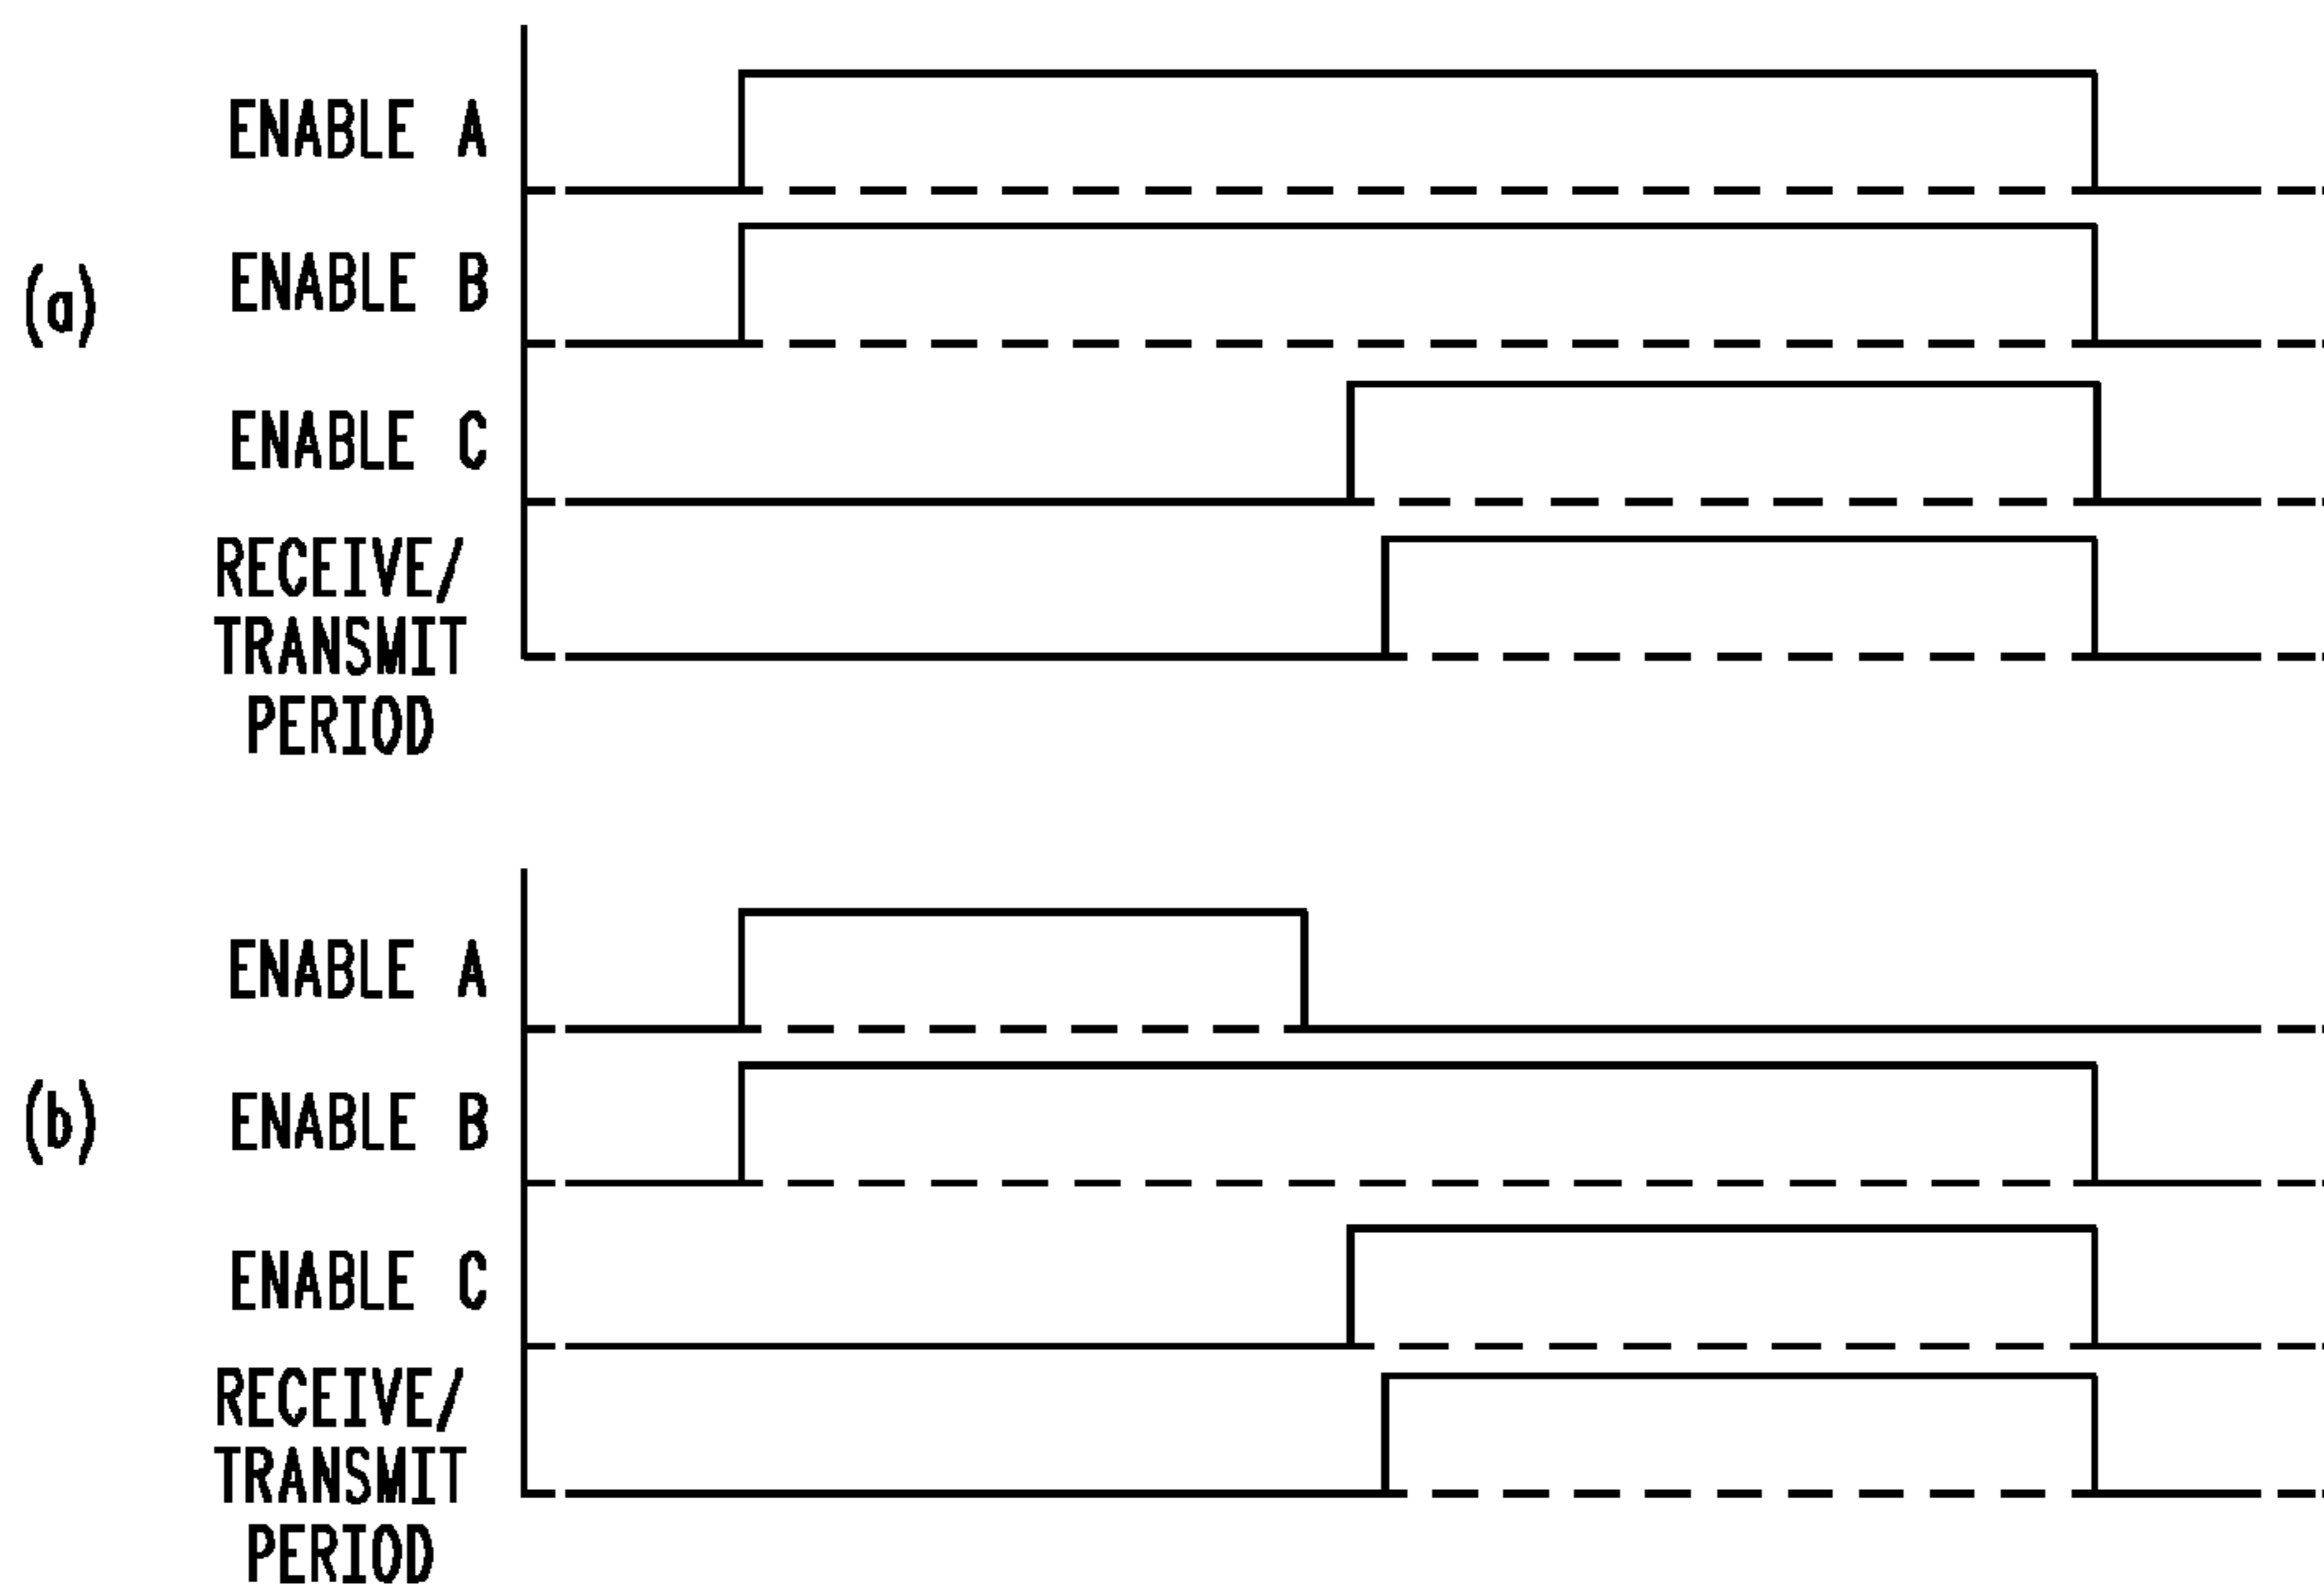 ENABLE A
(a)
ENABLE B
ENABLE C
RECEIVE/
TRANSMIT
PERIOD
ENABLE A
(b)
ENABLE B
ENABLE C
RECEIVE/
TRANSMIT
PERIOD